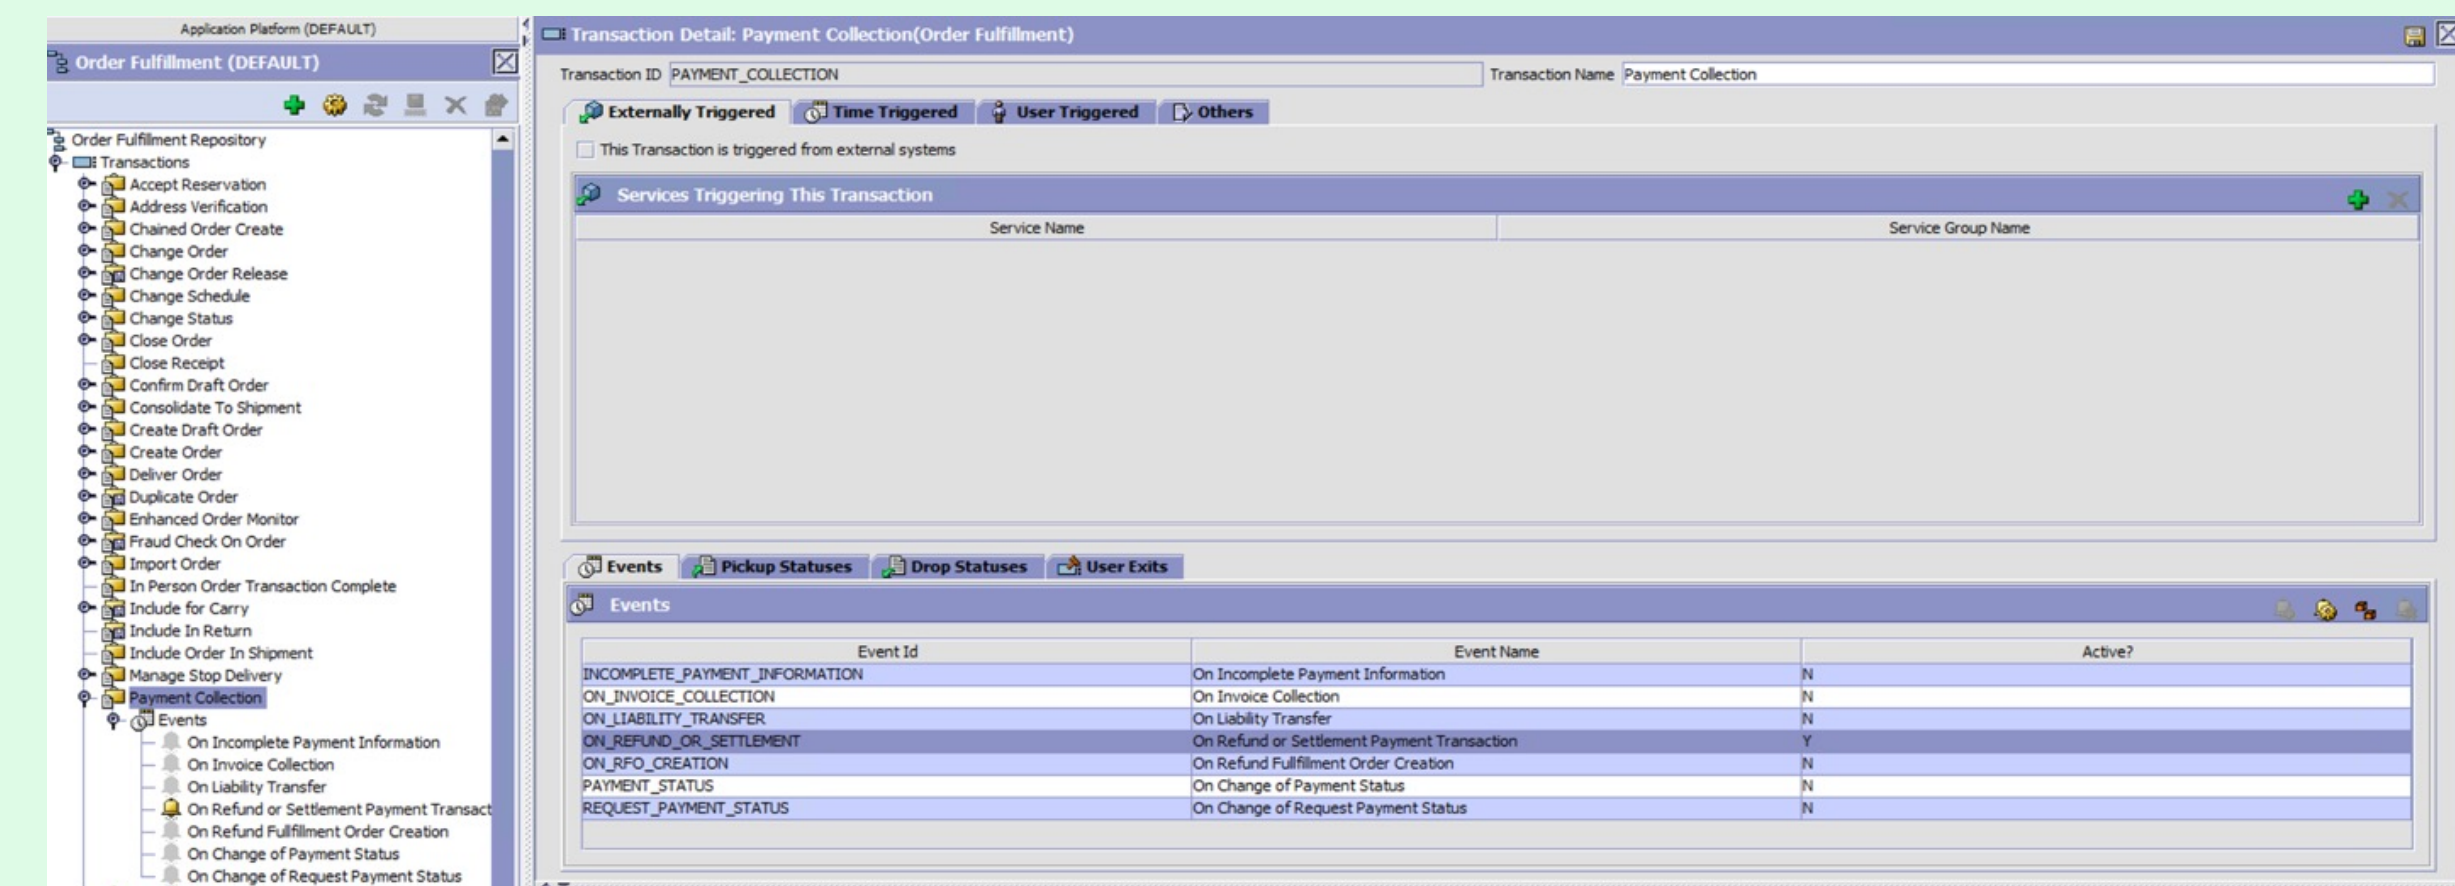 Application Platform (DEFAULT)
Order Fulfillment (DEFAULT)
Order Fulfillment Repository
Transactions
Accept Reservation
Address Verification
Chained Order Create
Change Order
Change Order Release
Change Schedule
Change Status
Close Order
Close Receipt
Confirm Draft Order
Consolidate To Shipment
Create Draft Order
Create Order
Deliver Order
Duplicate Order
Enhanced Order Monitor
Fraud Check On Order
Import Order
In Person Order Transaction Complete
Include for Carry
Include In Return
Include Order In Shipment
Manage Stop Delivery
Payment Collection
Events
On Incomplete Payment Information
On Invoice Collection
On Liability Transfer
On Refund or Settlement Payment Transact
On Refund Fullfillment Order Creation
On Change of Payment Status
On Change of Request Payment Status
Transaction Detail: Payment Collection(Order Fulfillment)
Transaction ID PAYMENT_COLLECTION Transaction Name Payment Collection
Externally Triggered Time Triggered User Triggered Others
This Transaction is triggered from external systems
Services Triggering This Transaction
Service Name Service Group Name
Events Pickup Statuses Drop Statuses User Exits
Events
Event Id Event Name Active?
INCOMPLETE_PAYMENT_INFORMATION On Incomplete Payment Information N
ON_INVOICE_COLLECTION On Invoice Collection N
ON_LIABILITY_TRANSFER On Liability Transfer N
ON_REFUND_OR_SETTLEMENT On Refund or Settlement Payment Transaction Y
ON_RFO_CREATION On Refund Fullfillment Order Creation N
PAYMENT_STATUS On Change of Payment Status N
REQUEST_PAYMENT_STATUS On Change of Request Payment Status N